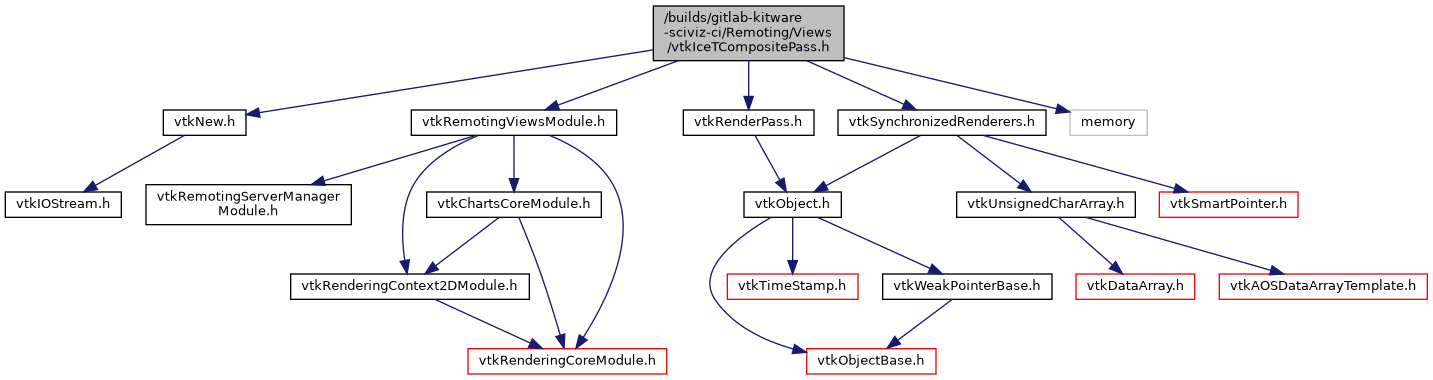 /builds/gitlab-kitware
-sciviz-ci/Remoting/Views
/vtkIceTCompositePass.h
vtkNew.h
vtkRemotingViewsModule.h
vtkRenderPass.h
vtkSynchronizedRenderers.h
memory
vtkIOStream.h
vtkRemotingServerManager
Module.h
vtkChartsCoreModule.h
vtkObject.h
vtkUnsignedCharArray.h
vtkSmartPointer.h
vtkRenderingContext2DModule.h
vtkTimeStamp.h
vtkWeakPointerBase.h
vtkDataArray.h
vtkAOSDataArrayTemplate.h
vtkRenderingCoreModule.h
vtkObjectBase.h